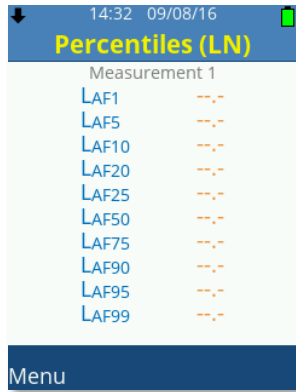 14:32 09/08/16
Percentiles (LN)
Measurement 1
LAF1 --.-
LAF5 --.-
LAF10 --.-
LAF20 --.-
LAF25 --.-
LAF50 --.-
LAF75 --.-
LAF90 --.-
LAF95 --.-
LAF99 --.-
Menu